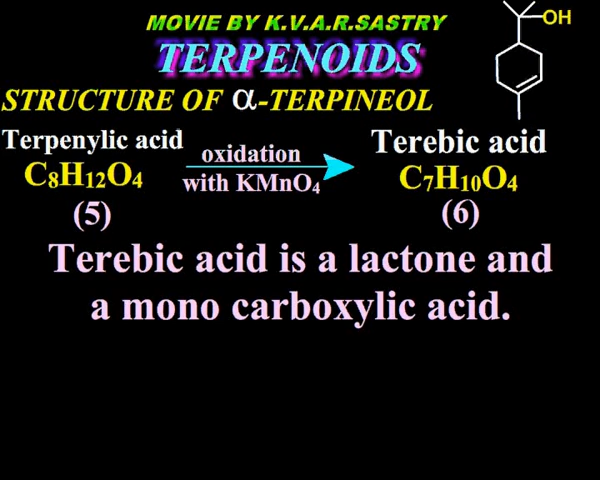 MOVIE BY K.V.A.R.SASTRY
TERPENOIDS
OH
STRUCTURE OF α-TERPINEOL
Terpenylic acid
C₈H₁₂O₄
(5)
oxidation
with KMnO₄
Terebic acid
C₇H₁₀O₄
(6)
Terebic acid is a lactone and
a mono carboxylic acid.